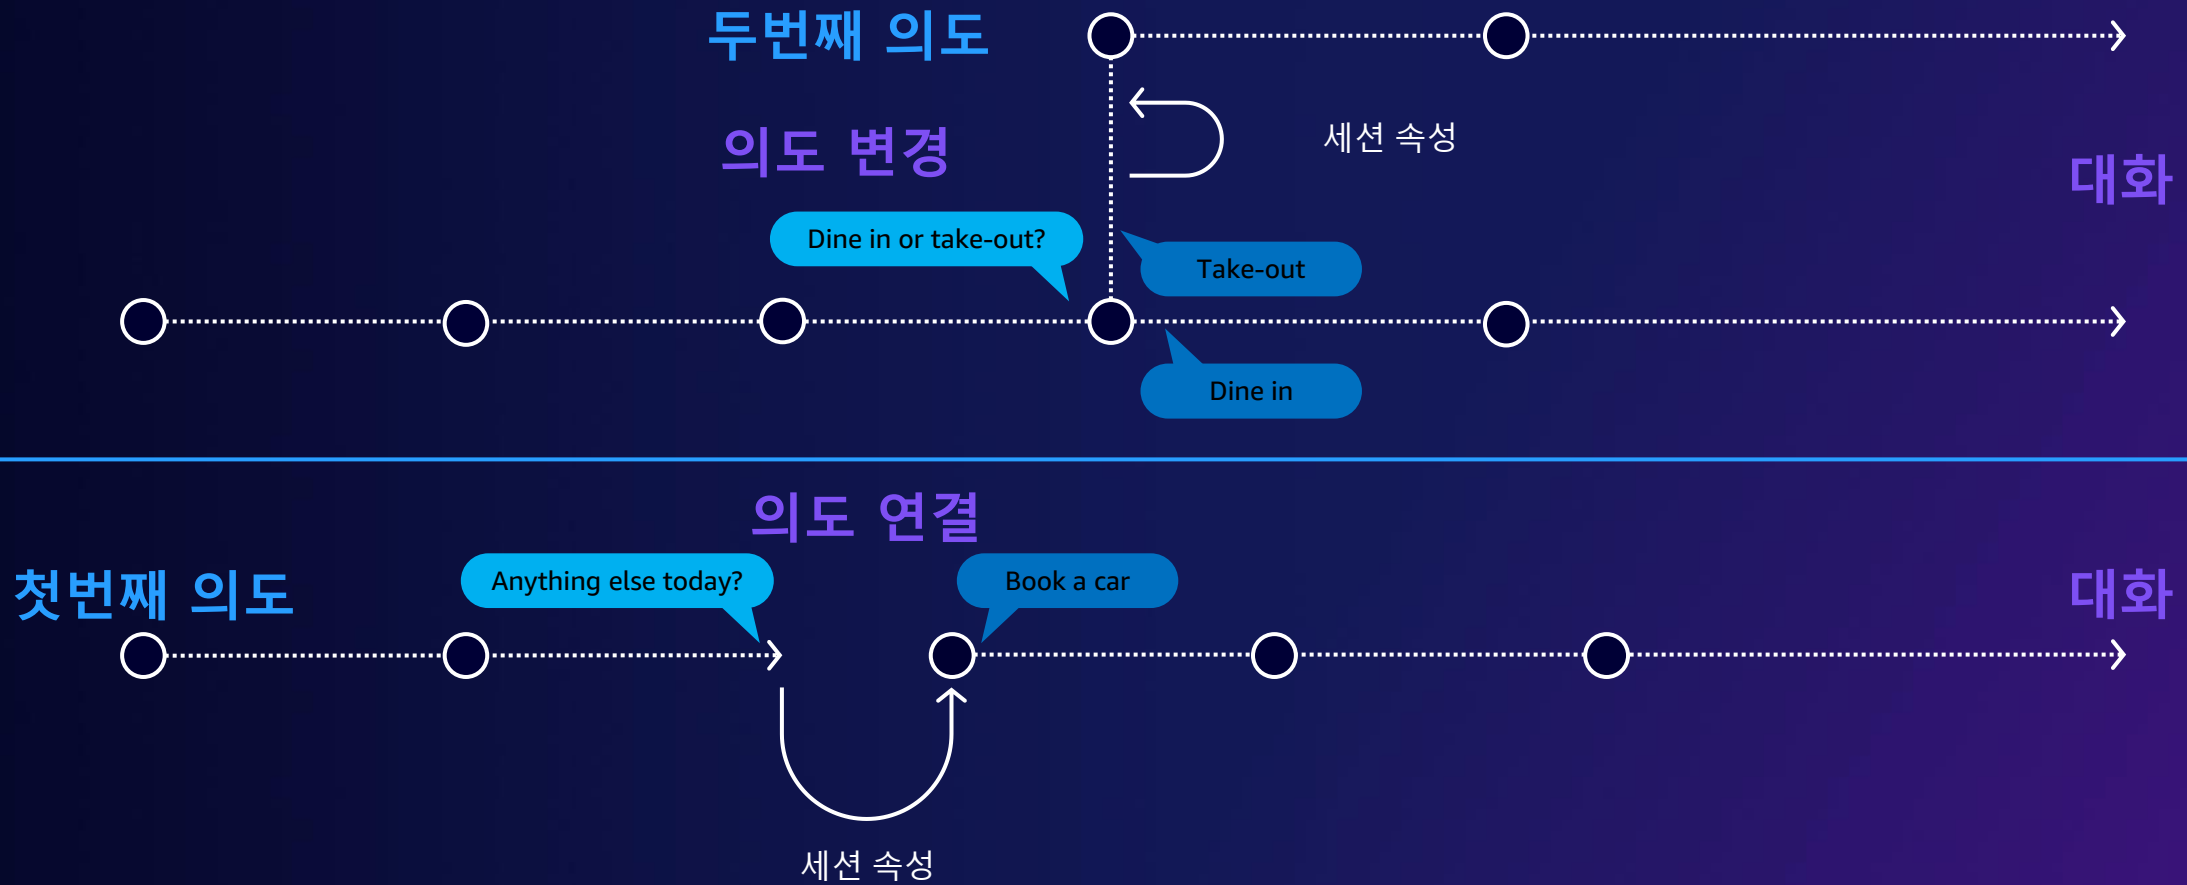 두번째 의도
의도 변경
세션 속성
대화
Dine in or take-out?
Take-out
Dine in
의도 연결
첫번째 의도
Anything else today?
Book a car
대화
세션 속성